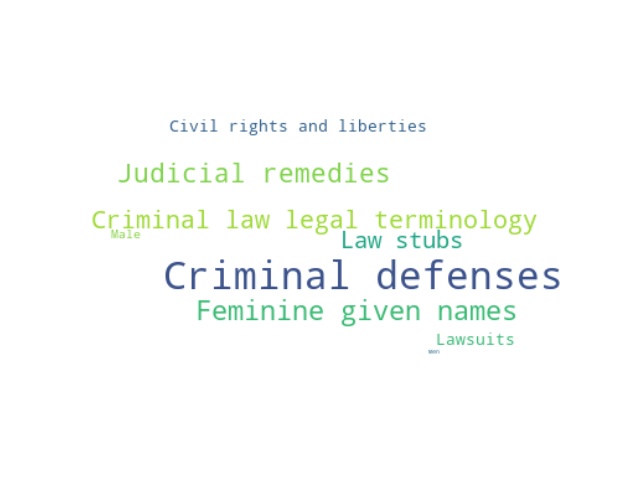 Civil rights and liberties
Judicial remedies
Criminal law legal terminology
Male
Law stubs
Criminal defenses
Feminine given names
Lawsuits